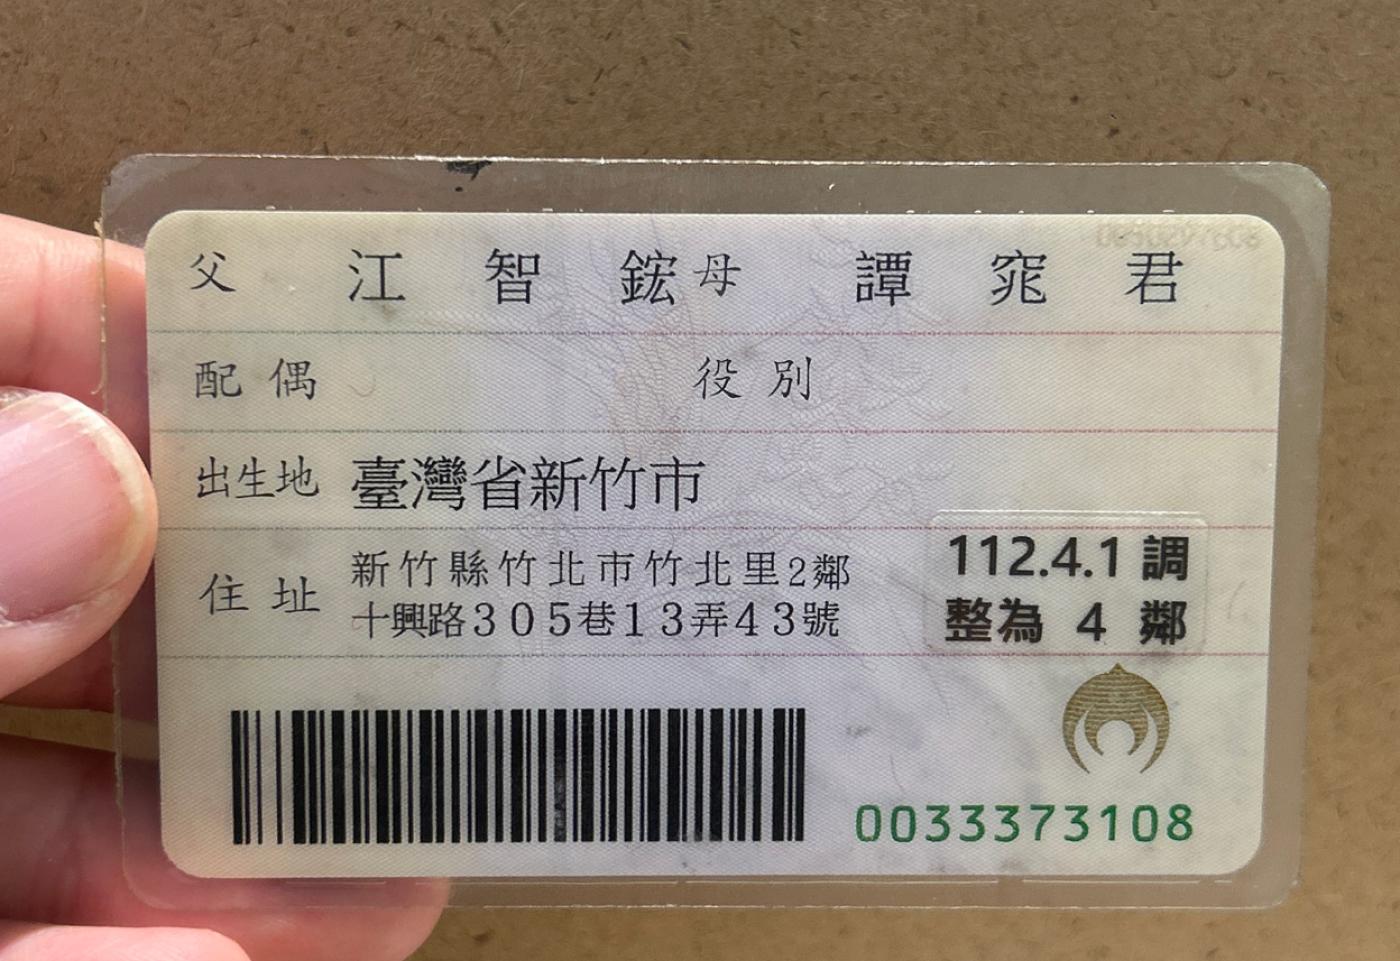 父 江智鋐 母 譚窕君
配偶 役別
出生地 臺灣省新竹市
住址 新竹縣竹北市竹北里2鄰
十興路305巷13弄43號
112.4.1調
整為 4 鄰
0033373108